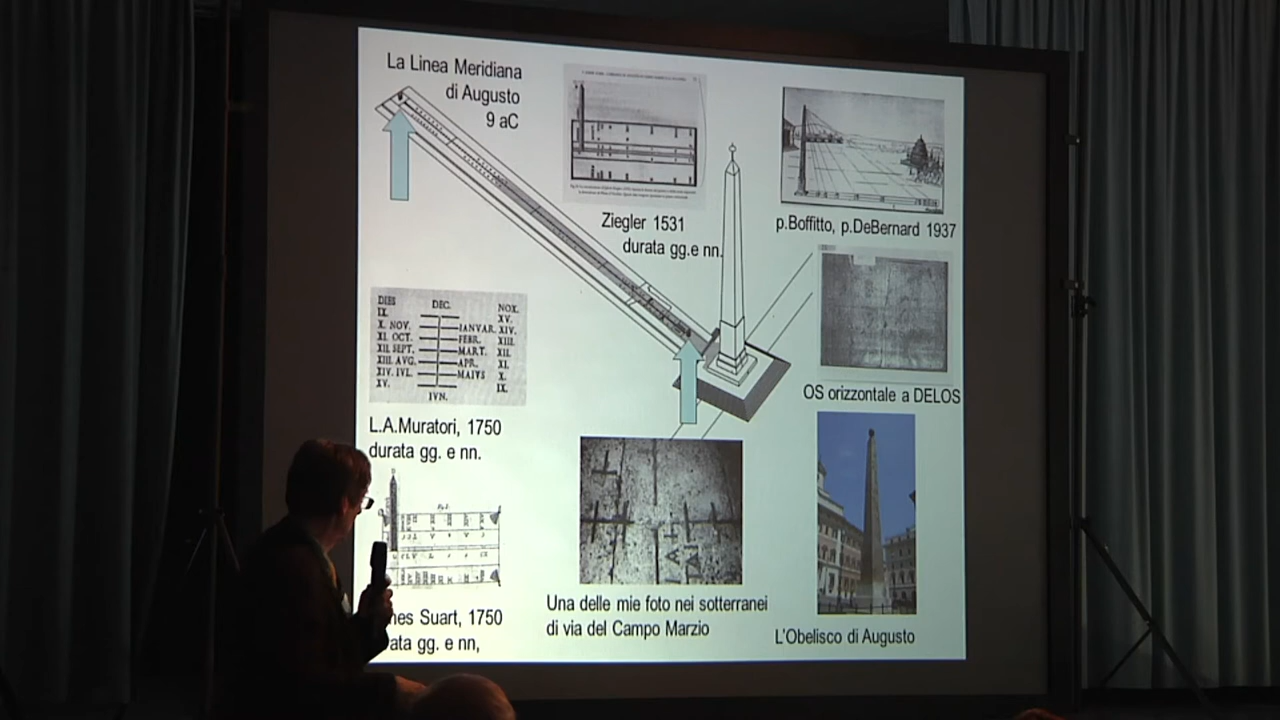 La Linea Meridiana
di Augusto
9 aC
Ziegler 1531
durata gg.e nn.
p.Boffitto, p.DeBernard 1937
DIES
IX.
X. NOV.
XI. OCT.
XII. SEPT.
XIII. AVG.
XIV. IVL.
XV.
DEC.
IANVAR.
FEBR.
MART.
APR.
MAIVS
IVN.
NOX.
XV.
XIV.
XIII.
XII.
XI.
X.
IX.
L.A.Muratori, 1750
durata gg. e nn.
OS orizzontale a DELOS
nes Suart, 1750
ata gg. e nn,
Una delle mie foto nei sotterranei
di via del Campo Marzio
L'Obelisco di Augusto